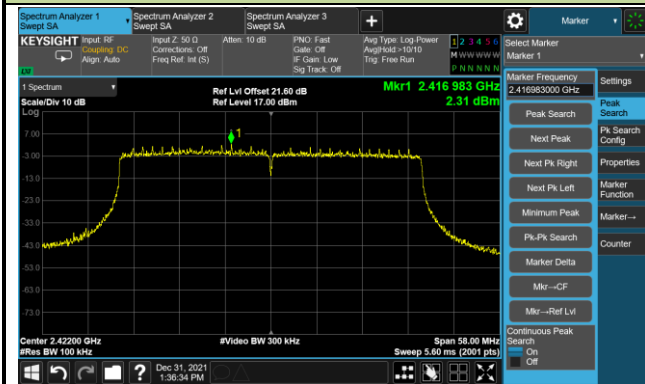 Spectrum Analyzer 1
Swept SA
Spectrum Analyzer 2
Swept SA
Spectrum Analyzer 3
Swept SA
+
Marker
KEYSIGHT
Input: RF
Coupling: DC
Align: Auto
Input Z: 50 Ω
Corrections: Off
Freq Ref: Int (S)
Atten: 10 dB
PNO: Fast
Gate: Off
IF Gain: Low
Sig Track: Off
Avg Type: Log-Power
Avg|Hold:>10/10
Trig: Free Run
1 2 3 4 5 6
M W W W W W
P N N N N N
Select Marker
Marker 1
1 Spectrum
Scale/Div 10 dB
Log
Ref Lvl Offset 21.60 dB
Ref Level 17.00 dBm
Mkr1 2.416 983 GHz
2.31 dBm
7.00
-3.00
-13.0
-23.0
-33.0
-43.0
-53.0
-63.0
-73.0
1
Center 2.42200 GHz
#Res BW 100 kHz
#Video BW 300 kHz
Span 58.00 MHz
Sweep 5.60 ms (2001 pts)
Marker Frequency
2.416983000 GHz
Peak Search
Next Peak
Next Pk Right
Next Pk Left
Minimum Peak
Pk-Pk Search
Marker Delta
Mkr→CF
Mkr→Ref Lvl
Continuous Peak
Search
On
Off
Settings
Peak
Search
Pk Search
Config
Properties
Marker
Function
Marker→
Counter
?
Dec 31, 2021
1:36:34 PM